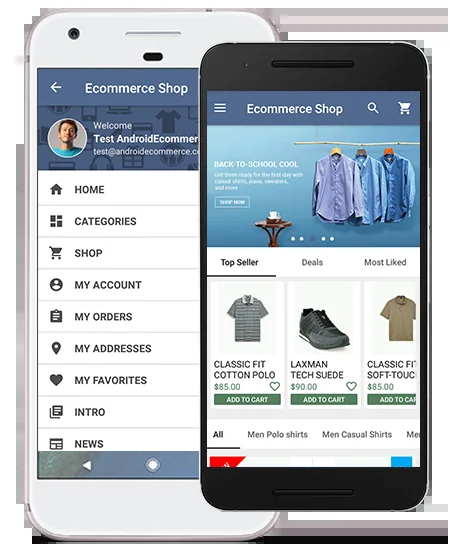 Ecommerce Shop
Welcome
Test AndroidEcommer
test@androidecommerce.c
HOME
CATEGORIES
SHOP
MY ACCOUNT
MY ORDERS
MY ADDRESSES
MY FAVORITES
INTRO
NEWS
Ecommerce Shop
BACK-TO-SCHOOL COOL
Get them ready for the first day with
casual shirts, jeans, sweaters,
and more
SHOP NOW
Top Seller Deals Most Liked
CLASSIC FIT
COTTON POLO
$85.00
ADD TO CART
LAXMAN
TECH SUEDE
$90.00
ADD TO CART
CLASSIC FIT
SOFT-TOUC
$85.00
ADD TO CAR
All Men Polo shirts Men Casual Shirts Me